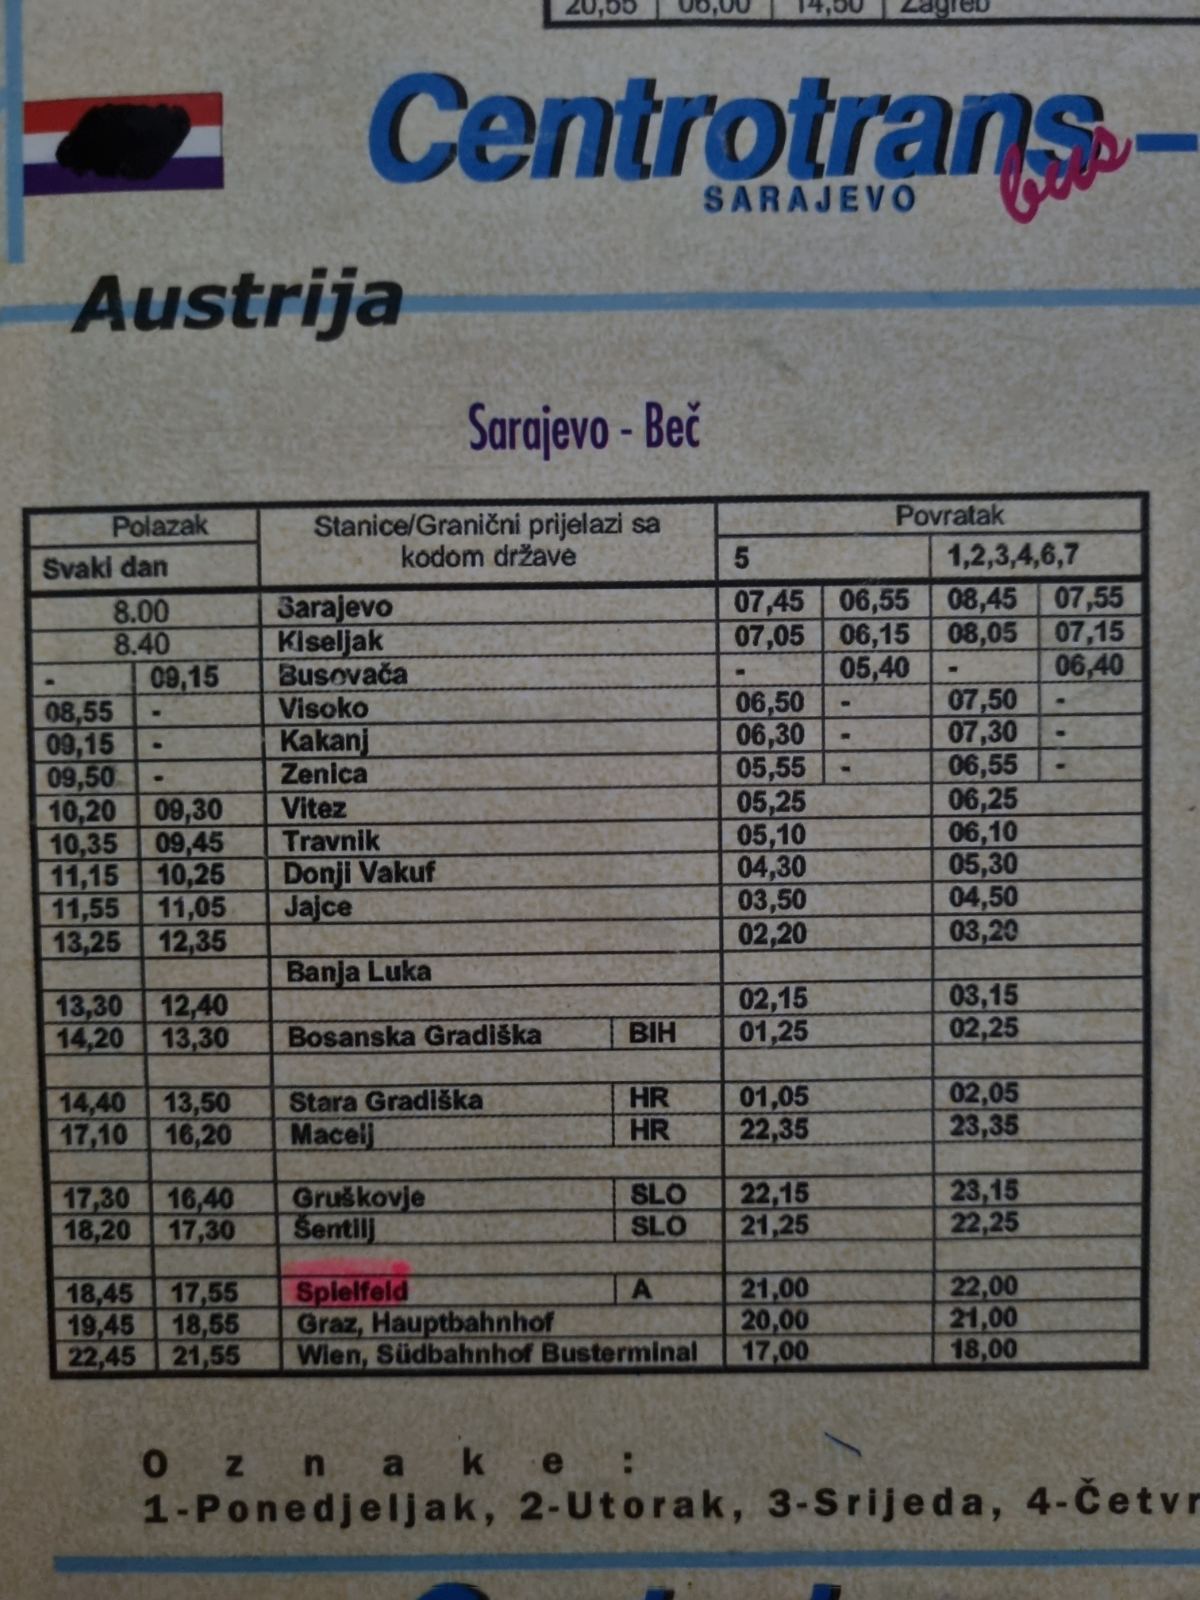 20,55 06,00 14,50 Zagreb
Centrotrans
bus
SARAJEVO
Austrija
Sarajevo - Beč
Polazak Stanice/Granični prijelazi sa kodom države Povratak
Svaki dan 5 1,2,3,4,6,7
8.00 Sarajevo 07,45 06,55 08,45 07,55
8.40 Kiseljak 07,05 06,15 08,05 07,15
- 09,15 Busovača - 05,40 - 06,40
08,55 - Visoko 06,50 - 07,50 -
09,15 - Kakanj 06,30 - 07,30 -
09,50 - Zenica 05,55 - 06,55 -
10,20 09,30 Vitez 05,25 06,25
10,35 09,45 Travnik 05,10 06,10
11,15 10,25 Donji Vakuf 04,30 05,30
11,55 11,05 Jajce 03,50 04,50
13,25 12,35 02,20 03,20
Banja Luka
13,30 12,40 02,15 03,15
14,20 13,30 Bosanska Gradiška BIH 01,25 02,25
14,40 13,50 Stara Gradiška HR 01,05 02,05
17,10 16,20 Macelj HR 22,35 23,35
17,30 16,40 Gruškovje SLO 22,15 23,15
18,20 17,30 Šentilj SLO 21,25 22,25
18,45 17,55 Spielfeld A 21,00 22,00
19,45 18,55 Graz, Hauptbahnhof 20,00 21,00
22,45 21,55 Wien, Südbahnhof Busterminal 17,00 18,00
Oznake:
1-Ponedjeljak, 2-Utorak, 3-Srijeda, 4-Četvr